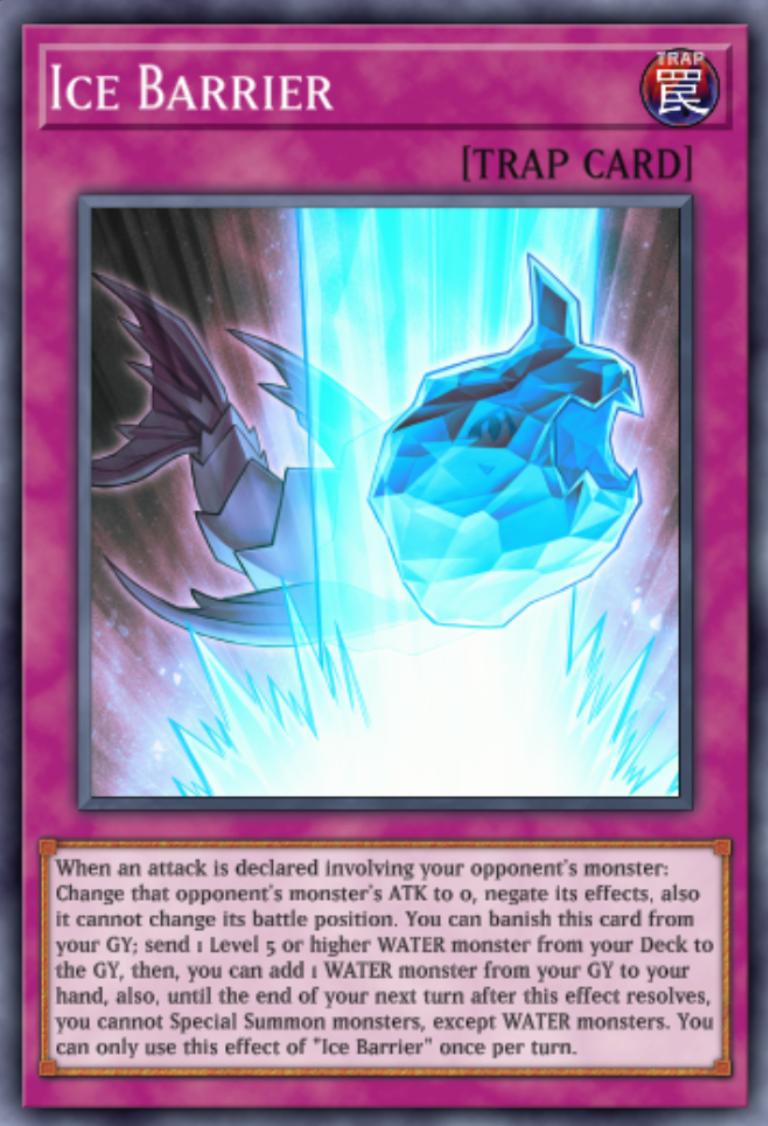 Ice Barrier
TRAP
罠
[TRAP CARD]
When an attack is declared involving your opponent's monster:
Change that opponent's monster's ATK to 0, negate its effects, also
it cannot change its battle position. You can banish this card from
your GY; send 1 Level 5 or higher WATER monster from your Deck to
the GY, then, you can add 1 WATER monster from your GY to your
hand, also, until the end of your next turn after this effect resolves,
you cannot Special Summon monsters, except WATER monsters. You
can only use this effect of "Ice Barrier" once per turn.